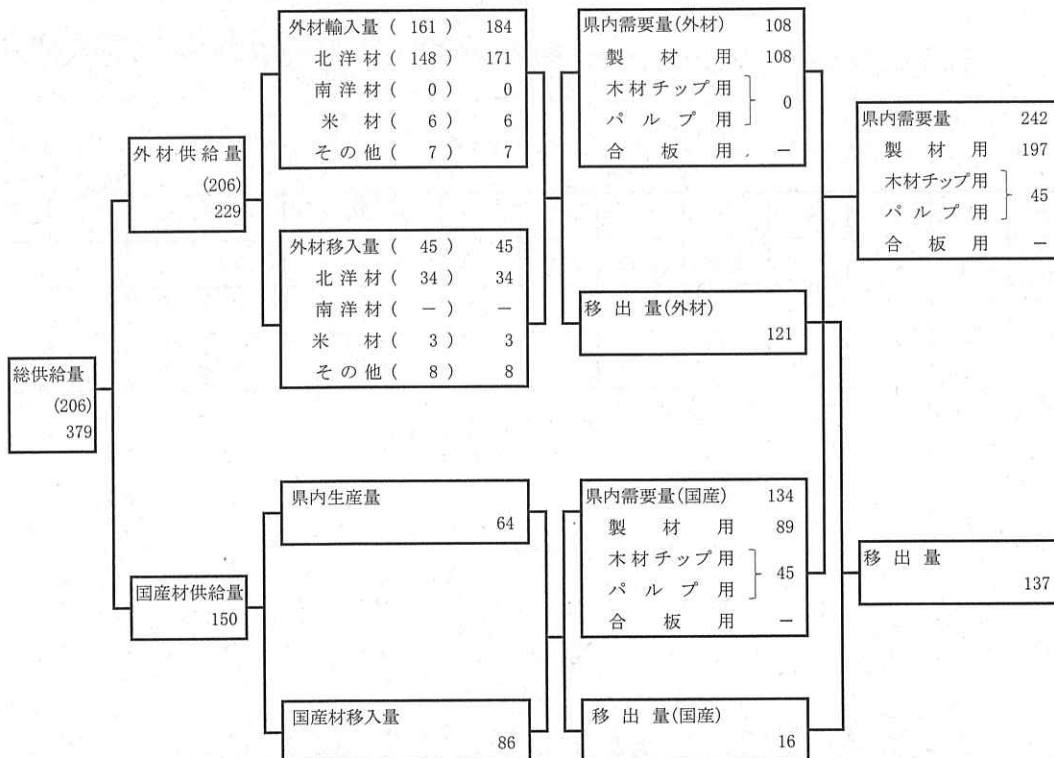 総供給量
(206)
379
外材供給量
(206)
229
国産材供給量
150
外材輸入量 ( 161 ) 184
北洋材 ( 148 ) 171
南洋材 ( 0 ) 0
米材 ( 6 ) 6
その他 ( 7 ) 7
外材移入量 ( 45 ) 45
北洋材 ( 34 ) 34
南洋材 ( － ) －
米材 ( 3 ) 3
その他 ( 8 ) 8
県内生産量
64
国産材移入量
86
県内需要量(外材) 108
製材用 108
木材チップ用
0
パルプ用
合板用 －
移出量(外材)
121
県内需要量(国産) 134
製材用 89
木材チップ用
45
パルプ用
合板用 －
移出量(国産)
16
県内需要量 242
製材用 197
木材チップ用
45
パルプ用
合板用 －
移出量
137